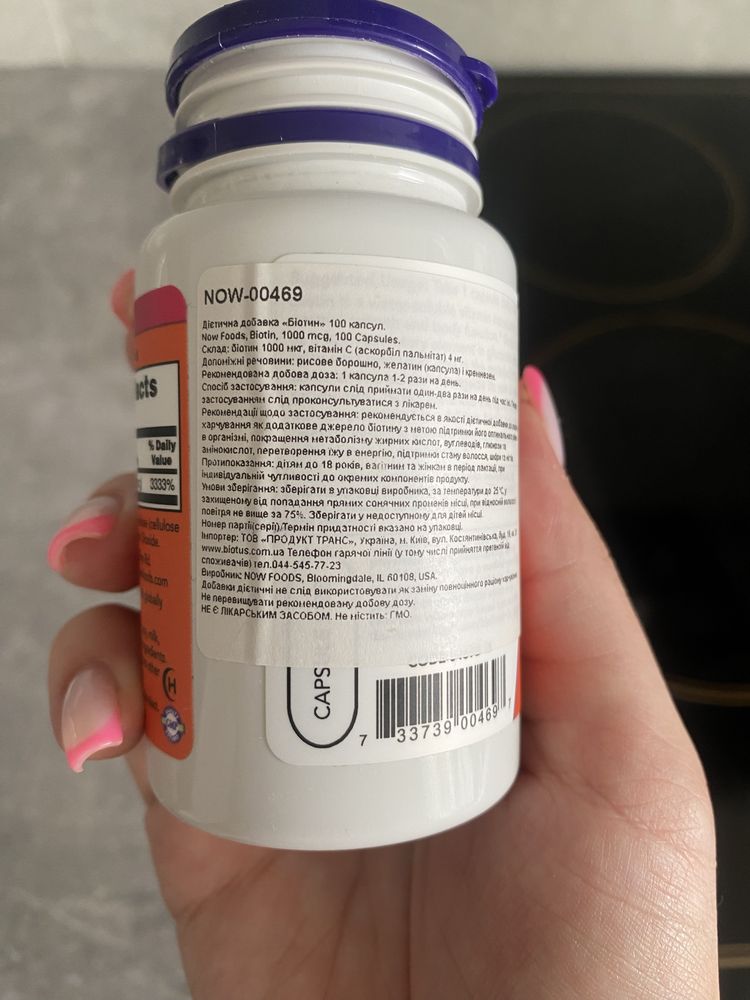 NOW-00469
Дієтична добавка «Біотин» 100 капсул.
Now Foods, Biotin, 1000 mcg, 100 Capsules.
Склад: біотин 1000 мкг, вітамін С (аскорбіл пальмітат) 4 мг.
Допоміжні речовини: рисове борошно, желатин (капсула) і кремнезем.
Рекомендована добова доза: 1 капсула 1-2 рази на день.
Спосіб застосування: капсули слід приймати один-два рази на день під час їжі. Перед
застосуванням слід проконсультуватися з лікарем.
Рекомендації щодо застосування: рекомендується в якості дієтичної добавки до
харчування як додаткове джерело біотину з метою підтримки його оптимального
в організмі, покращення метаболізму жирних кислот, вуглеводів, глюкози та
амінокислот, перетворення їжу в енергію, підтримки стану волосся, шкіри та
Протипоказання: дітям до 18 років, вагітним та жінкам в період лактації, при
індивідуальній чутливості до окремих компонентів продукту.
Умови зберігання: зберігати в упаковці виробника, за температури до 25°С, у
захищеному від попадання прямих сонячних променів місці, при відносній вологості
повітря не вище за 75%. Зберігати у недоступному для дітей місці.
Номер партії(серії)/Термін придатності вказано на упаковці.
Імпортер: ТОВ «ПРОДУКТ ТРАНС», Україна, м. Київ, вул. Костянтинівська, буд.
www.biotus.com.ua Телефон гарячої лінії (у тому числі прийняття претензій від
споживачів) тел.044-545-77-23
Виробник: NOW FOODS, Bloomingdale, IL 60108, USA.
Добавки дієтичні не слід використовувати як заміну повноцінного раціону харчування.
Не перевищувати рекомендовану добову дозу.
НЕ Є ЛІКАРСЬКИМ ЗАСОБОМ. Не містить: ГМО.
% Daily
Value
3333%
(cellulose
globally
milk,
CAPS
7 33739 00469 7